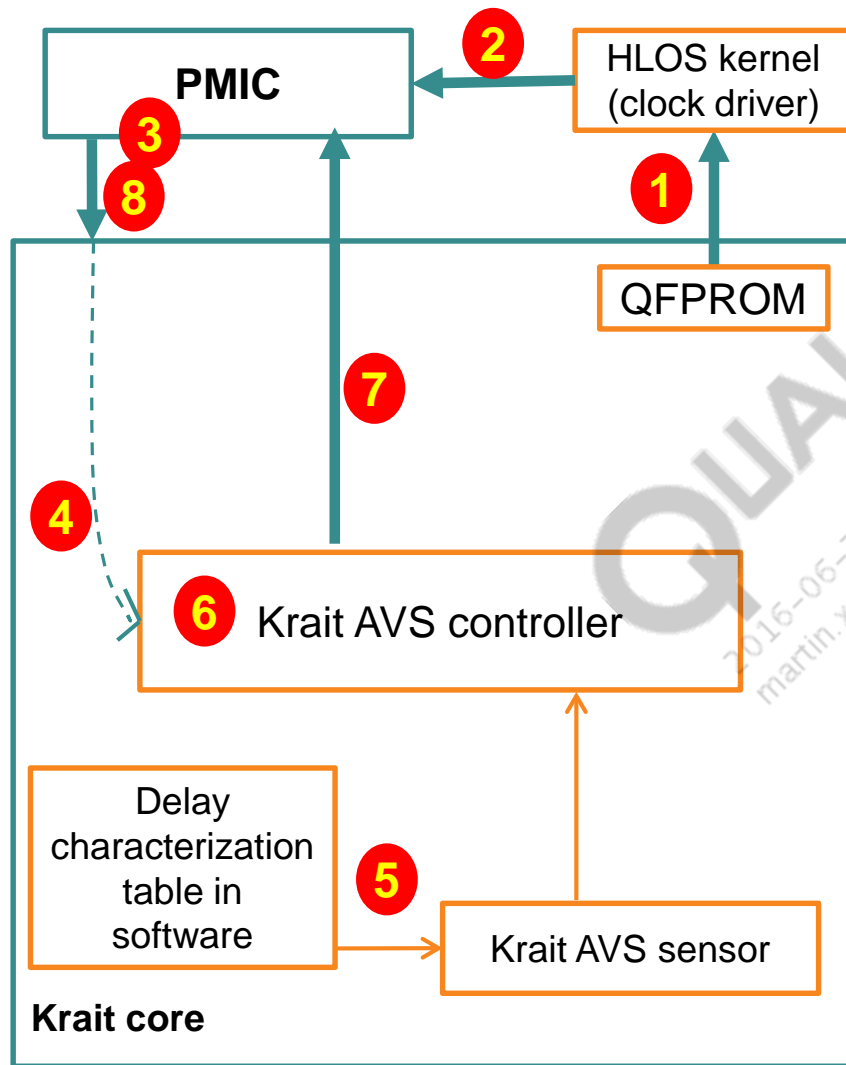 PMIC
2
HLOS kernel
(clock driver)
3
8
1
QFPROM
7
4
6
Krait AVS controller
Delay
characterization
table in
software
5
Krait AVS sensor
Krait core